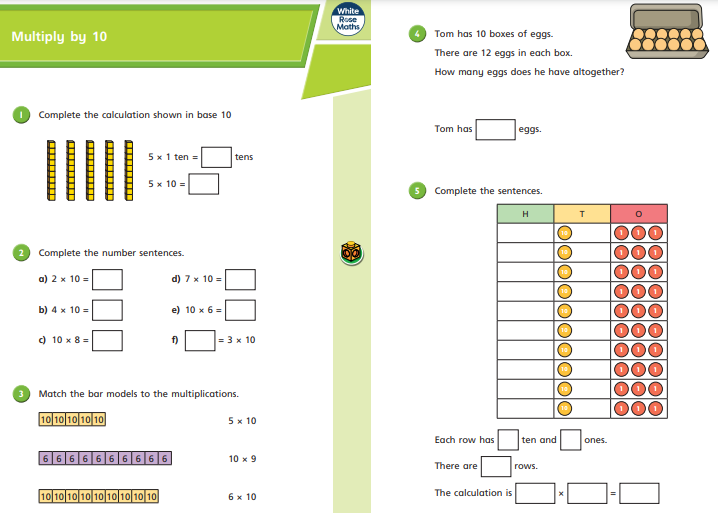 Multiply by 10
White
Rose
Maths
1 Complete the calculation shown in base 10
5 × 1 ten = tens
5 × 10 =
2 Complete the number sentences.
a) 2 × 10 = d) 7 × 10 =
b) 4 × 10 = e) 10 × 6 =
c) 10 × 8 = f) = 3 × 10
3 Match the bar models to the multiplications.
10 10 10 10 10 5 × 10
6 6 6 6 6 6 6 6 6 6 10 × 9
10 10 10 10 10 10 10 10 10 6 × 10
4 Tom has 10 boxes of eggs.
There are 12 eggs in each box.
How many eggs does he have altogether?
Tom has eggs.
5 Complete the sentences.
H T O
10 1 1 1
10 1 1 1
10 1 1 1
10 1 1 1
10 1 1 1
10 1 1 1
10 1 1 1
10 1 1 1
10 1 1 1
10 1 1 1
Each row has ten and ones.
There are rows.
The calculation is × =